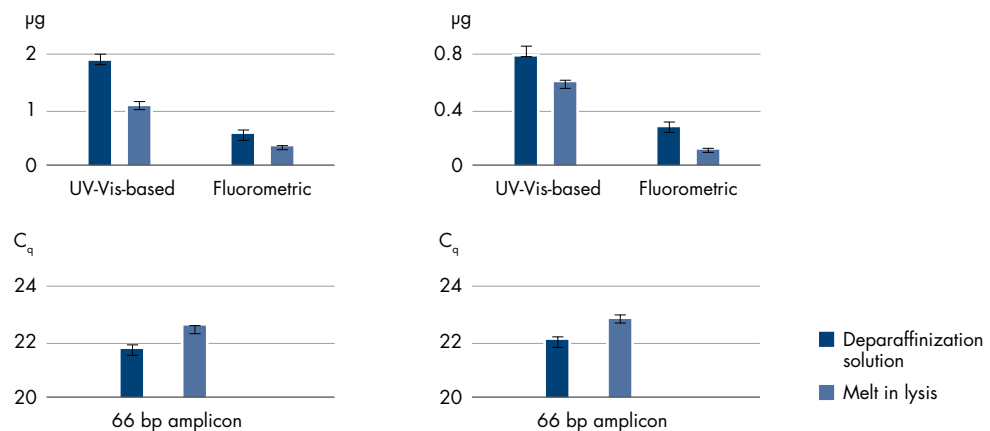 µg
2
1
0
UV-Vis-based Fluorometric
µg
0.8
0.4
0
UV-Vis-based Fluorometric
Cq
24
22
20
66 bp amplicon
Cq
24
22
20
66 bp amplicon
Deparaffinization
solution
Melt in lysis